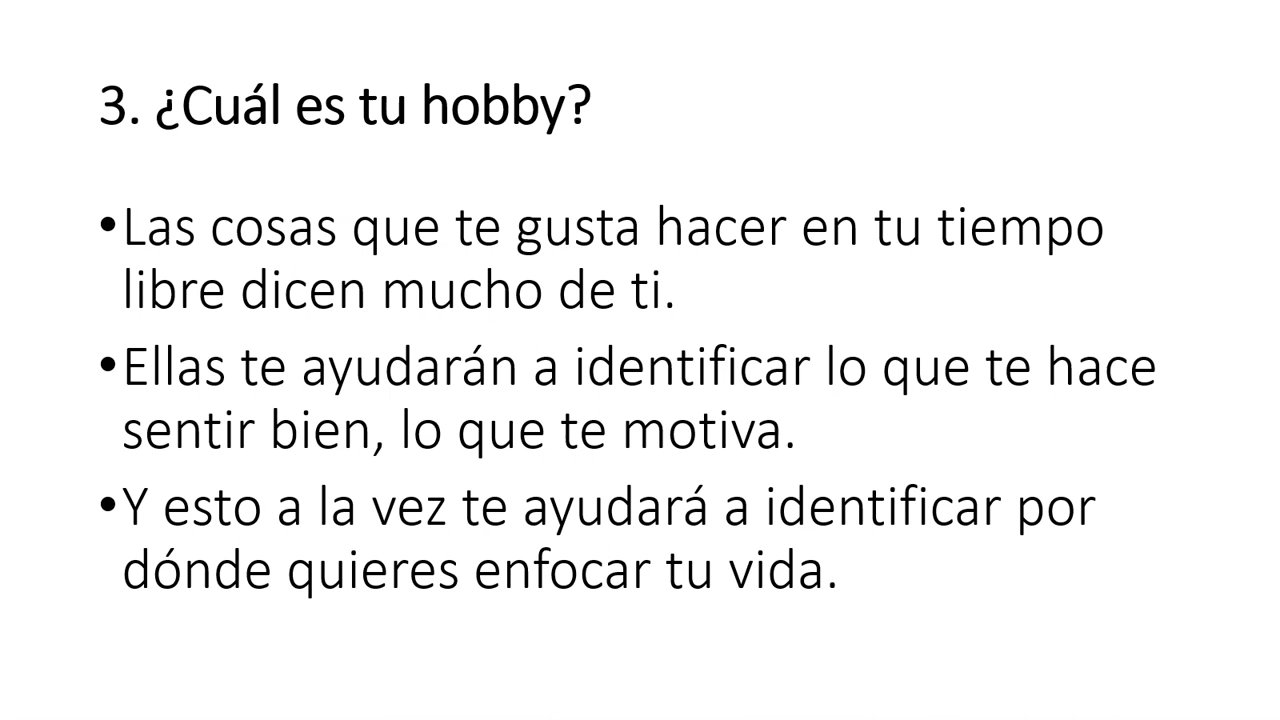 3. ¿Cuál es tu hobby?
•Las cosas que te gusta hacer en tu tiempo
libre dicen mucho de ti.
•Ellas te ayudarán a identificar lo que te hace
sentir bien, lo que te motiva.
•Y esto a la vez te ayudará a identificar por
dónde quieres enfocar tu vida.